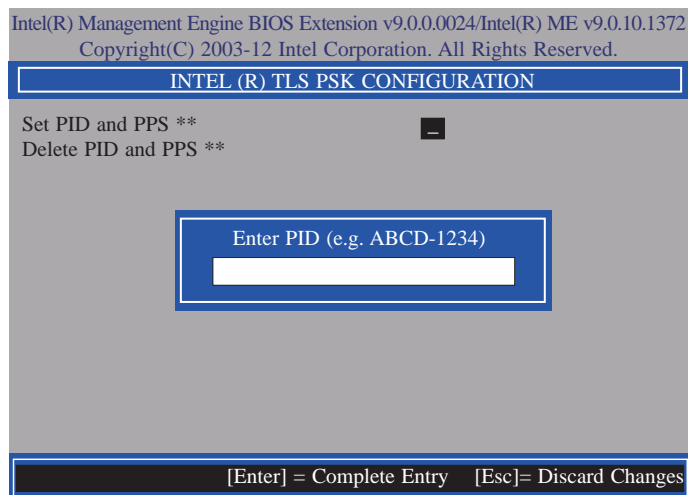 Intel(R) Management Engine BIOS Extension v9.0.0.0024/Intel(R) ME v9.0.10.1372
Copyright(C) 2003-12 Intel Corporation. All Rights Reserved.
INTEL (R) TLS PSK CONFIGURATION
Set PID and PPS ** _
Delete PID and PPS **
Enter PID (e.g. ABCD-1234)
[Enter] = Complete Entry [Esc]= Discard Changes